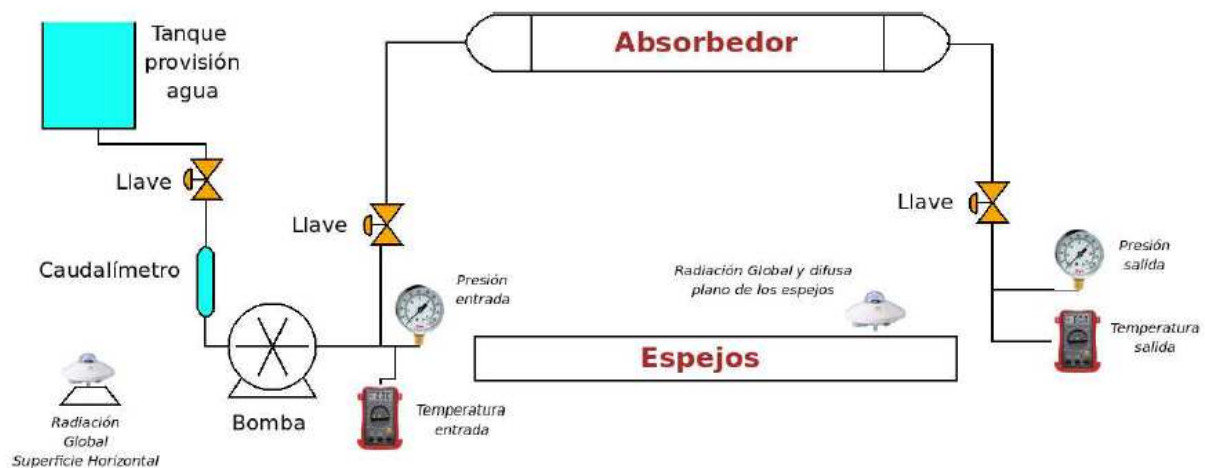 Tanque
provisión
agua
Absorbedor
Llave
Llave
Llave
Caudalímetro
Presión
entrada
Radiación Global y difusa
plano de los espejos
Presión
salida
Espejos
Temperatura
salida
Bomba
Temperatura
entrada
Radiación
Global
Superficie Horizontal